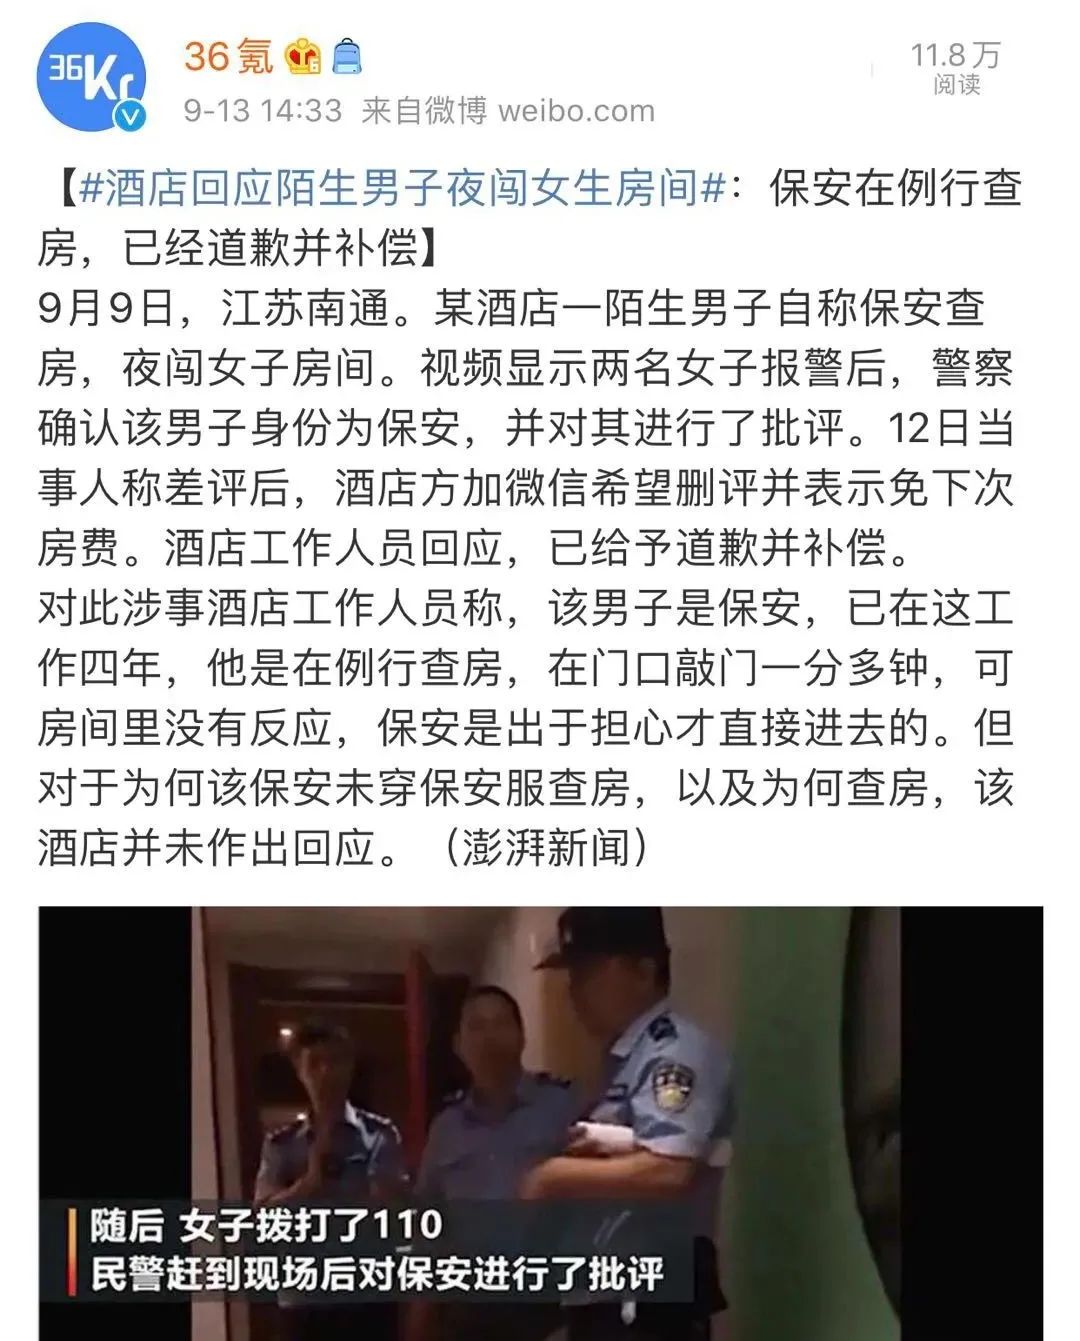 36Kr
36氪
6
11.8万
阅读
9-13 14:33 来自微博 weibo.com
【#酒店回应陌生男子夜闯女生房间#：保安在例行查
房，已经道歉并补偿】
9月9日，江苏南通。某酒店一陌生男子自称保安查
房，夜闯女子房间。视频显示两名女子报警后，警察
确认该男子身份为保安，并对其进行了批评。12日当
事人称差评后，酒店方加微信希望删评并表示免下次
房费。酒店工作人员回应，已给予道歉并补偿。
对此涉事酒店工作人员称，该男子是保安，已在这工
作四年，他是在例行查房，在门口敲门一分多钟，可
房间里没有反应，保安是出于担心才直接进去的。但
对于为何该保安未穿保安服查房，以及为何查房，该
酒店并未作出回应。（澎湃新闻）
随后 女子拨打了110
民警赶到现场后对保安进行了批评